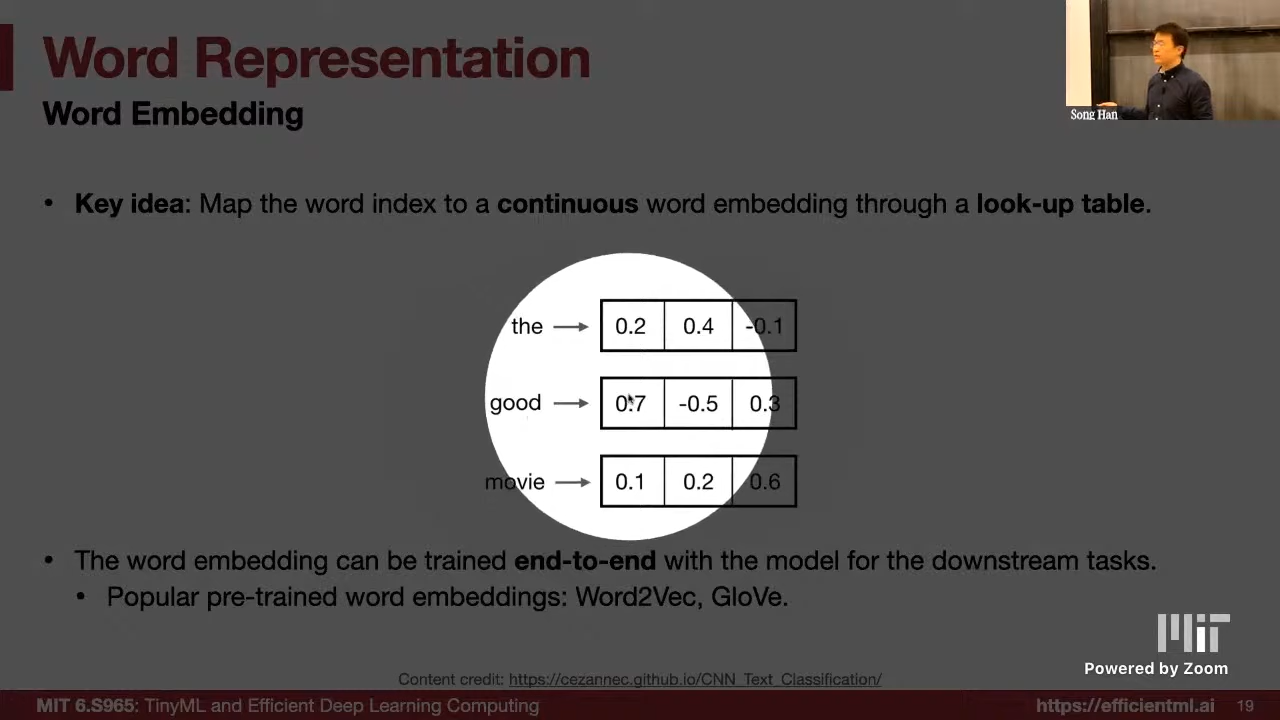 Word Representation
Word Embedding
Song Han
• Key idea: Map the word index to a continuous word embedding through a look-up table.
the 0.2 0.4 -0.1
good 0.7 -0.5 0.3
movie 0.1 0.2 0.6
• The word embedding can be trained end-to-end with the model for the downstream tasks.
• Popular pre-trained word embeddings: Word2Vec, GloVe.
MIT
Powered by Zoom
Content credit: https://cezannec.github.io/CNN_Text_Classification/
MIT 6.S965: TinyML and Efficient Deep Learning Computing https://efficientml.ai 19